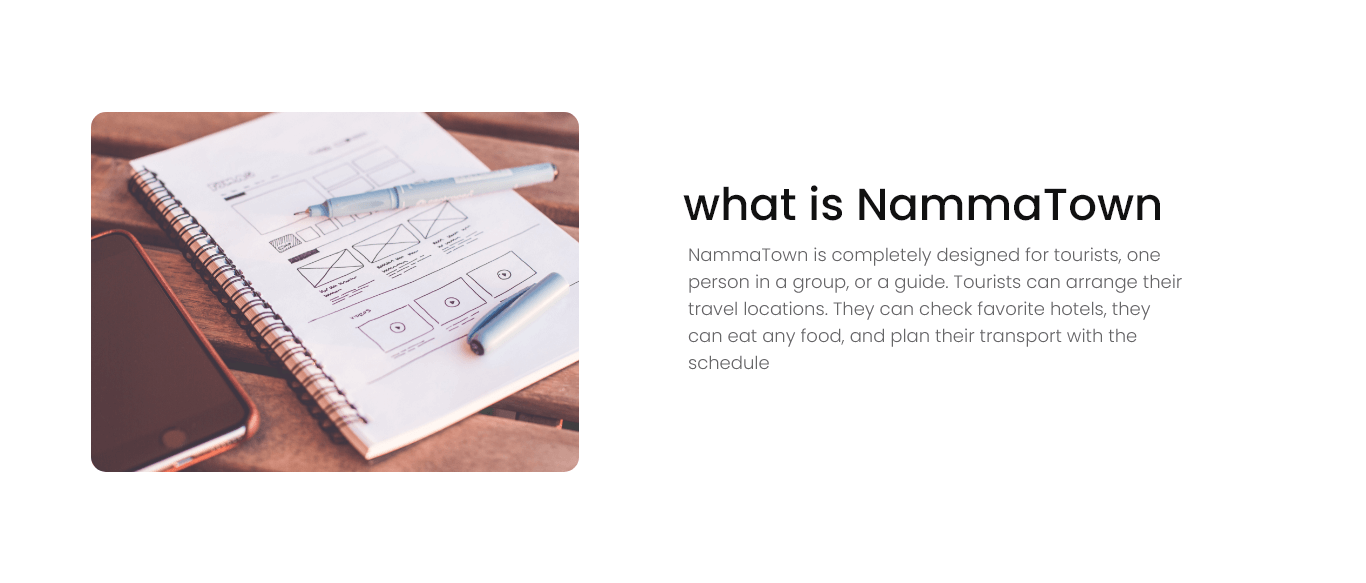 what is NammaTown
NammaTown is completely designed for tourists, one
person in a group, or a guide. Tourists can arrange their
travel locations. They can check favorite hotels, they
can eat any food, and plan their transport with the
schedule